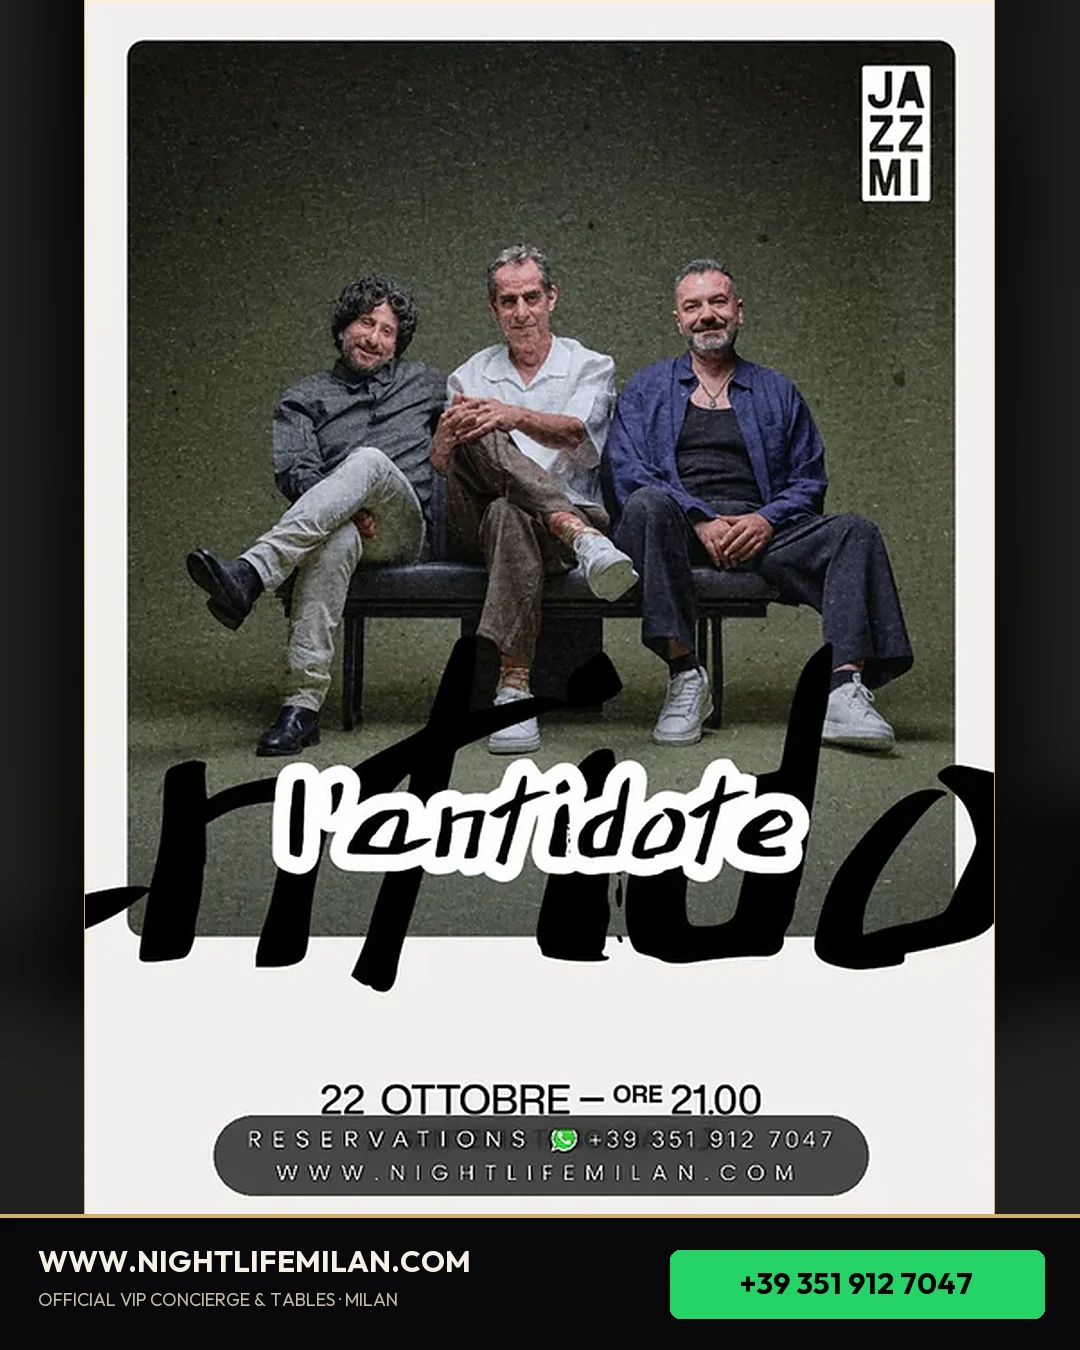 JA
ZZ
MI
ntido
l'antidote
22 OTTOBRE – ORE 21.00
RESERVATIONS +39 351 912 7047
WWW.NIGHTLIFEMILAN.COM
WWW.NIGHTLIFEMILAN.COM
OFFICIAL VIP CONCIERGE & TABLES · MILAN
+39 351 912 7047